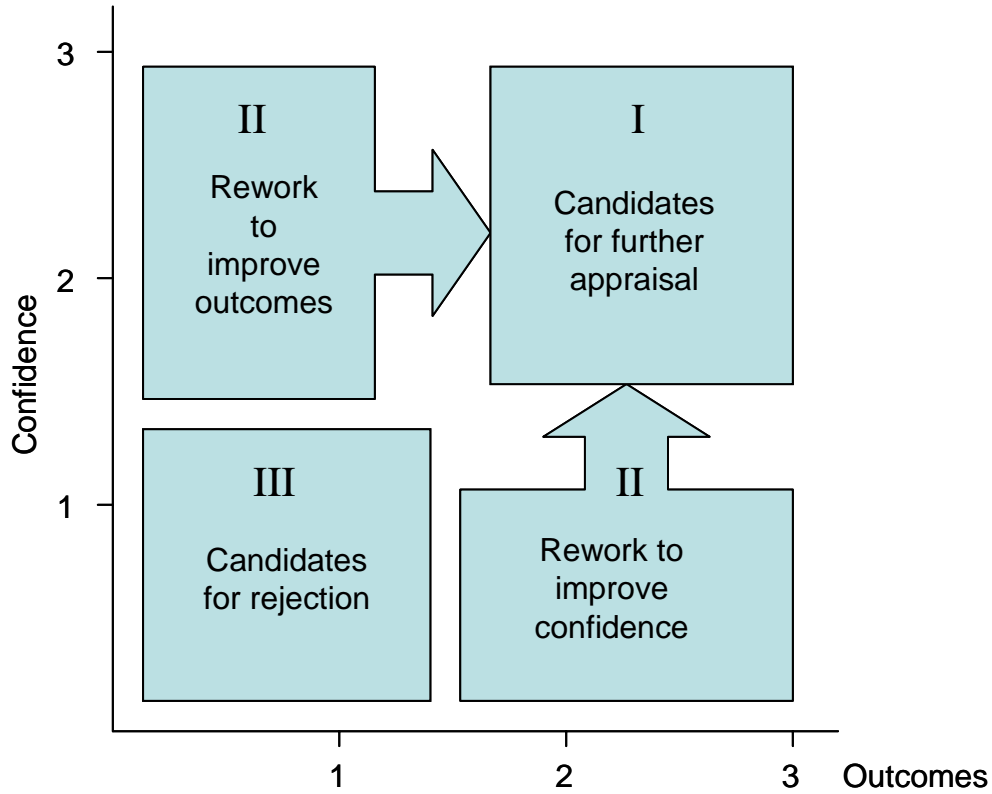 3
II
I
Rework
to
improve
outcomes
Candidates
for further
appraisal
2
Confidence
III
II
1
Candidates
for rejection
Rework to
improve
confidence
1
2
3
Outcomes